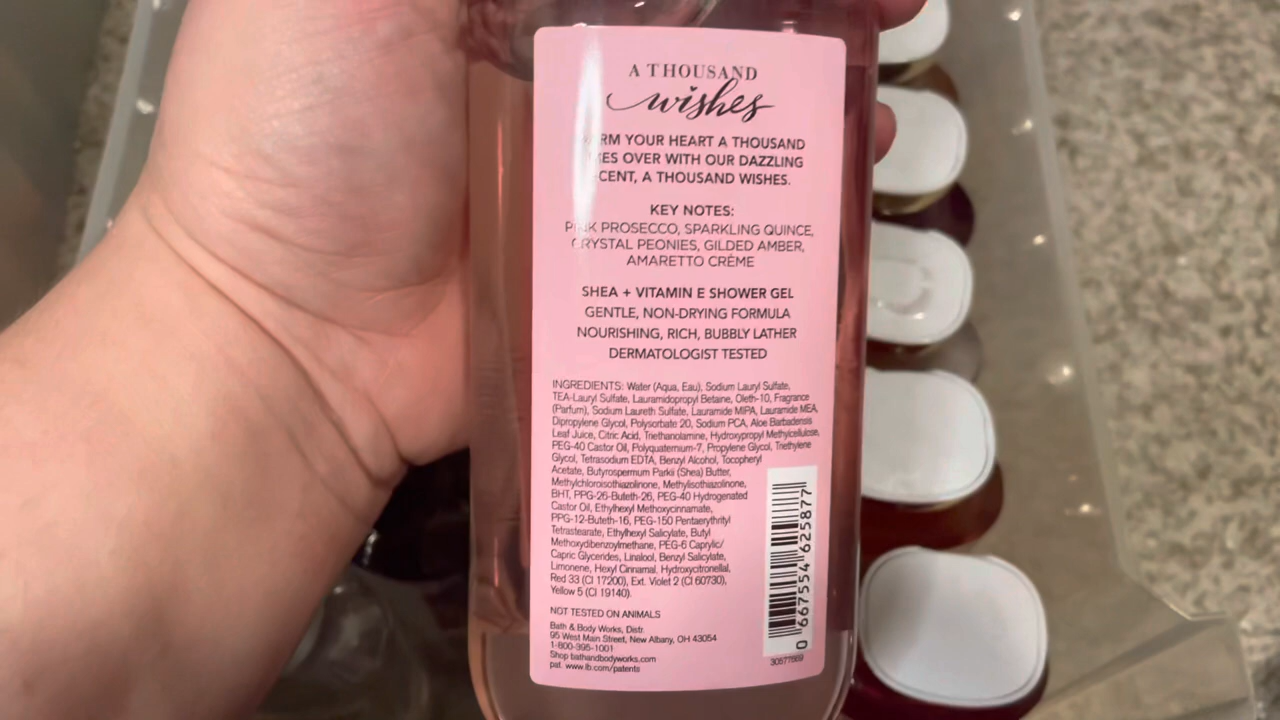 A THOUSAND
wishes
YOUR HEART A THOUSAND
OVER WITH OUR DAZZLING
A THOUSAND WISHES.
KEY NOTES:
PINK PROSECCO, SPARKLING QUINCE,
CRYSTAL PEONIES, GILDED AMBER,
AMARETTO CRÈME
SHEA + VITAMIN E SHOWER GEL
GENTLE, NON-DRYING FORMULA
NOURISHING, RICH, BUBBLY LATHER
DERMATOLOGIST TESTED
INGREDIENTS: Water (Aqua, Eau), Sodium Lauryl Sulfate,
TEA-Lauryl Sulfate, Lauramidopropyl Betaine, Oleth-10, Fragrance
(Parfum), Sodium Laureth Sulfate, Lauramide MIPA, Lauramide MEA,
Dipropylene Glycol, Polysorbate 20, Sodium PCA, Aloe Barbadensis
Leaf Juice, Citric Acid, Triethanolamine, Hydroxypropyl Methylcellulose,
PEG-40 Castor Oil, Polyquaternium-7, Propylene Glycol, Triethylene
Glycol, Tetrasodium EDTA, Benzyl Alcohol, Tocopheryl
Acetate, Butyrospermum Parkii (Shea) Butter,
Methylchloroisothiazolinone, Methylisothiazolinone,
BHT, PPG-26-Buteth-26, PEG-40 Hydrogenated
Castor Oil, Ethylhexyl Methoxycinnamate,
PPG-12-Buteth-16, PEG-150 Pentaerythrityl
Tetrastearate, Ethylhexyl Salicylate, Butyl
Methoxydibenzoylmethane, PEG-6 Caprylic/
Capric Glycerides, Linalool, Benzyl Salicylate,
Limonene, Hexyl Cinnamal, Hydroxycitronellal,
Red 33 (CI 17200), Ext. Violet 2 (CI 60730),
Yellow 5 (CI 19140).
NOT TESTED ON ANIMALS
Bath & Body Works, Distr.
95 West Main Street, New Albany, OH 43054
1-800-395-1001
Shop bathandbodyworks.com
pat. www.lb.com/patents
0 667554 625877
30577669